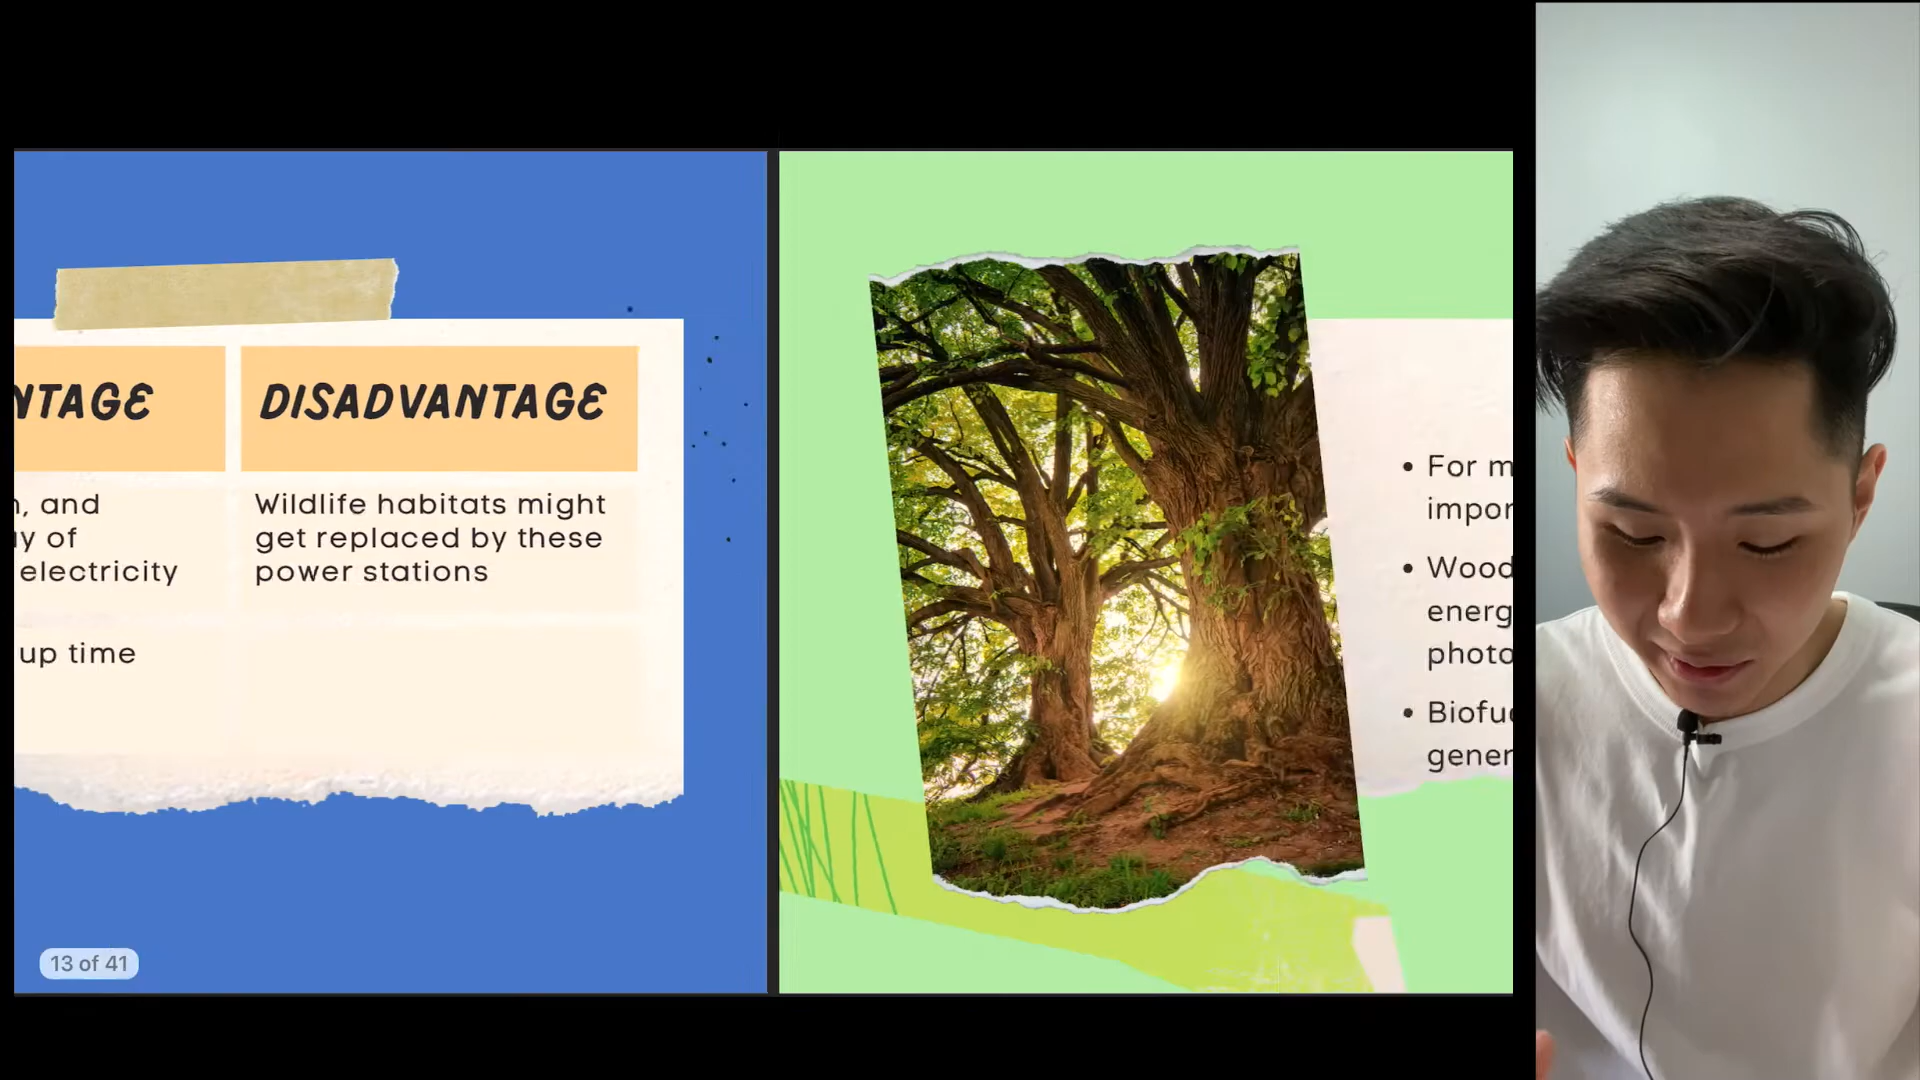 NTAGE
DISADVANTAGE
, and
y of
electricity
up time
Wildlife habitats might
get replaced by these
power stations
For m
impor
Wood
energ
photo
Biofu
gener
13 of 41